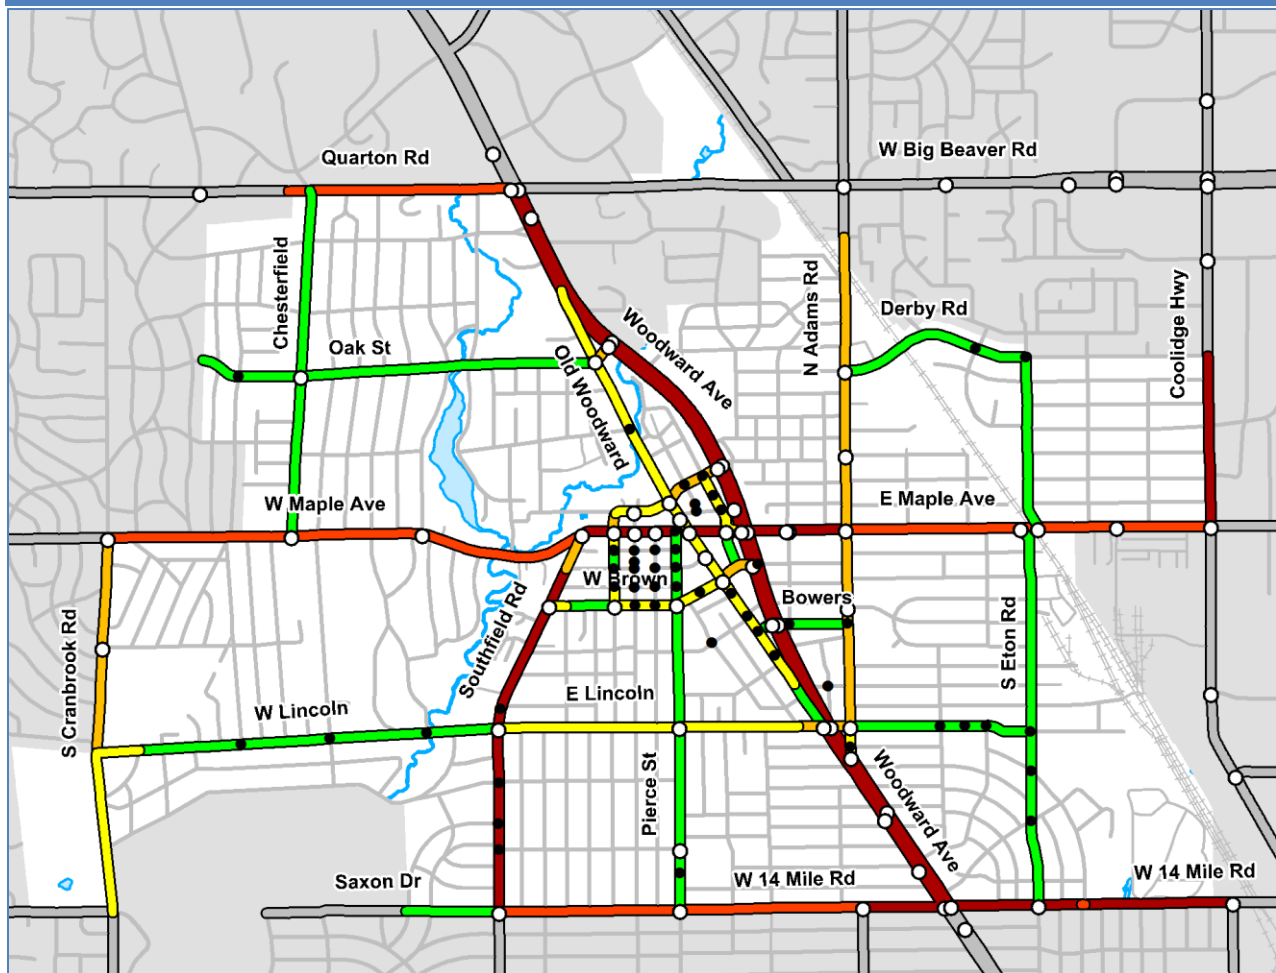 W Big Beaver Rd
Quarton Rd
Chesterfield
N Adams Rd
Coolidge Hwy
Derby Rd
Woodward Ave
Oak St
Old Woodward
W Maple Ave
E Maple Ave
W Brown
Bowers
Southfield Rd
S Cranbrook Rd
S Eton Rd
E Lincoln
W Lincoln
Pierce St
Woodward Ave
Saxon Dr
W 14 Mile Rd
W 14 Mile Rd